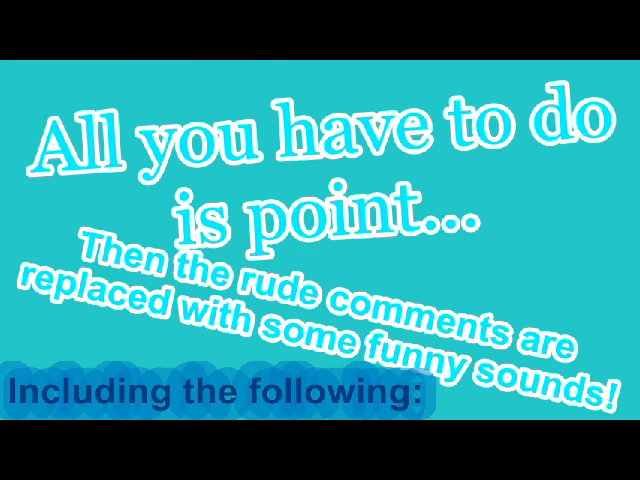 All you have to do
is point...
Then the rude comments are
replaced with some funny sounds!
Including the following: